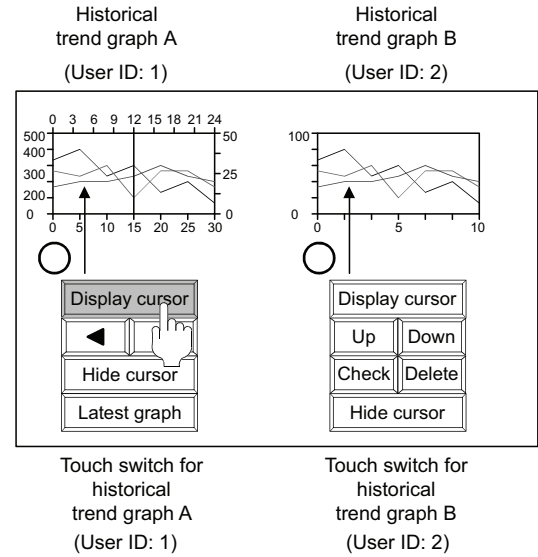 Historical
trend graph A
(User ID: 1)
Historical
trend graph B
(User ID: 2)
0 3 6 9 12 15 18 21 24
500
400
300
200
0
50
25
0
0 5 10 15 20 25 30
100
0
0 5 10
Display cursor
Hide cursor
Latest graph
Display cursor
Up Down
Check Delete
Hide cursor
Touch switch for
historical
trend graph A
(User ID: 1)
Touch switch for
historical
trend graph B
(User ID: 2)